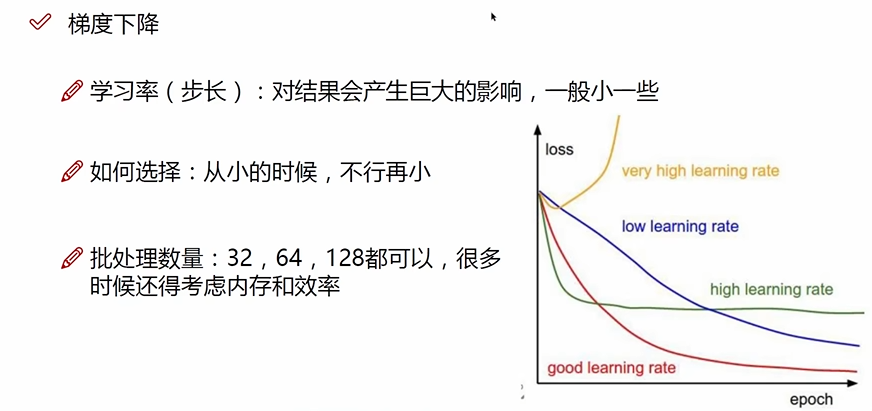 梯度下降
学习率（步长）：对结果会产生巨大的影响，一般小一些
如何选择：从小的时候，不行再小
批处理数量：32，64，128都可以，很多
时候还得考虑内存和效率
loss
very high learning rate
low learning rate
high learning rate
good learning rate
epoch